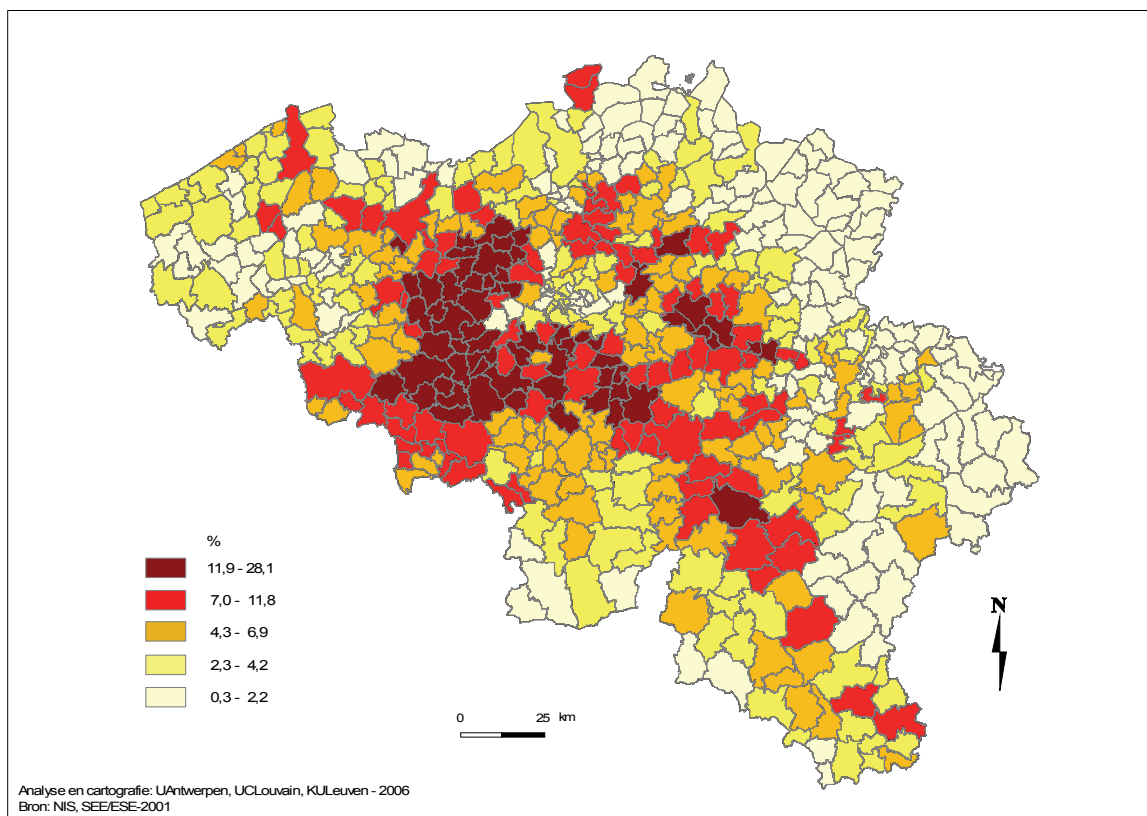 %
11,9 - 28,1
7,0 - 11,8
4,3 - 6,9
2,3 - 4,2
0,3 - 2,2
N
0 25 km
Analyse en cartografie: UAntwerpen, UCLouvain, KULeuven - 2006
Bron: NIS, SEE/ESE-2001